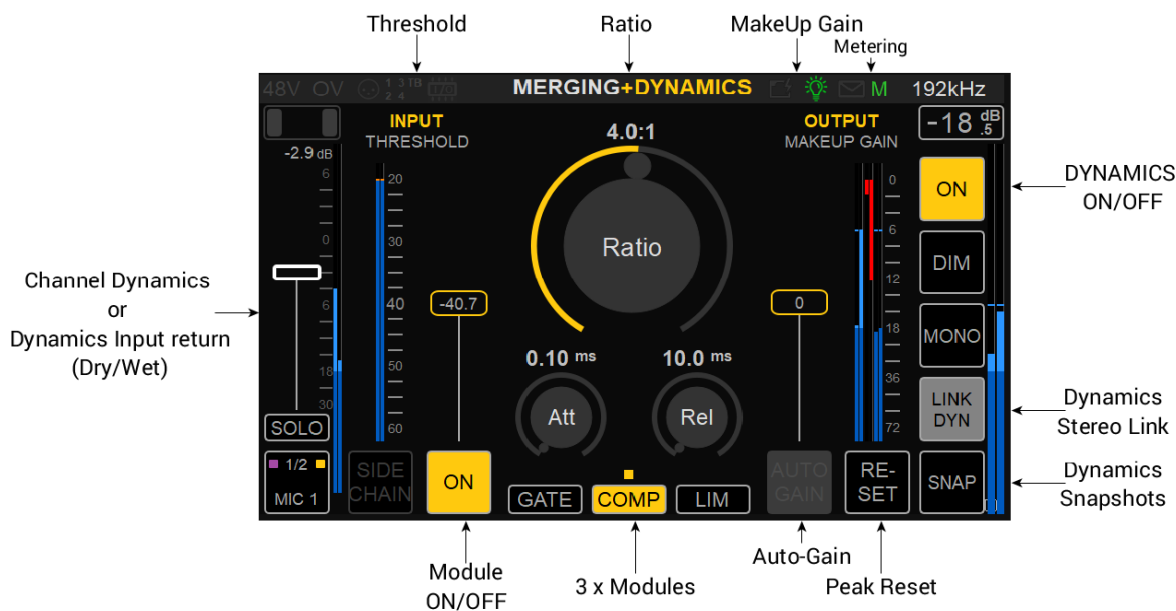 Threshold
Ratio
MakeUp Gain
Metering
48V OV 1 3 TB
2 4
MERGING+DYNAMICS
M 192kHz
INPUT
THRESHOLD
4.0:1
OUTPUT
MAKEUP GAIN
-18 dB
.5
-2.9 dB
6
0
6
18
30
20
30
40
50
60
-40.7
Ratio
0
0
6
12
18
36
72
ON
DIM
MONO
LINK
DYN
SNAP
0.10 ms
10.0 ms
Att
Rel
SOLO
1/2
MIC 1
SIDE
CHAIN
ON
GATE
COMP
LIM
AUTO
GAIN
RE-
SET
Channel Dynamics
or
Dynamics Input return
(Dry/Wet)
DYNAMICS
ON/OFF
Dynamics
Stereo Link
Dynamics
Snapshots
Module
ON/OFF
3 x Modules
Auto-Gain
Peak Reset